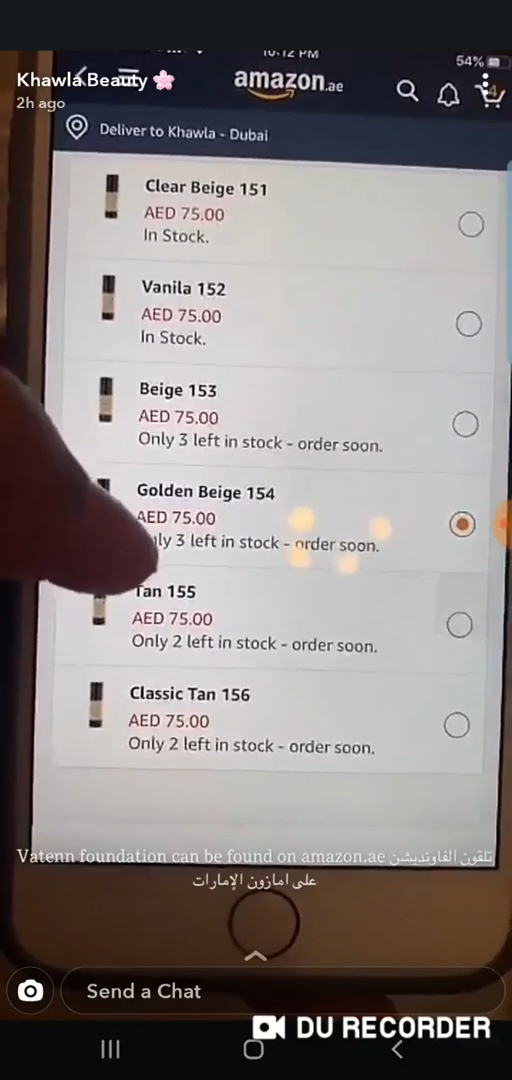 10:12 PM
54%
Khawla Beauty 🌸
2h ago
amazon.ae
4
Deliver to Khawla - Dubai
Clear Beige 151
AED 75.00
In Stock.
Vanila 152
AED 75.00
In Stock.
Beige 153
AED 75.00
Only 3 left in stock - order soon.
Golden Beige 154
AED 75.00
3 left in stock - order soon.
Tan 155
AED 75.00
Only 2 left in stock - order soon.
Classic Tan 156
AED 75.00
Only 2 left in stock - order soon.
Vatenn foundation can be found on amazon.ae تلقون الفاونديشن
على امازون الإمارات
Send a Chat
DU RECORDER